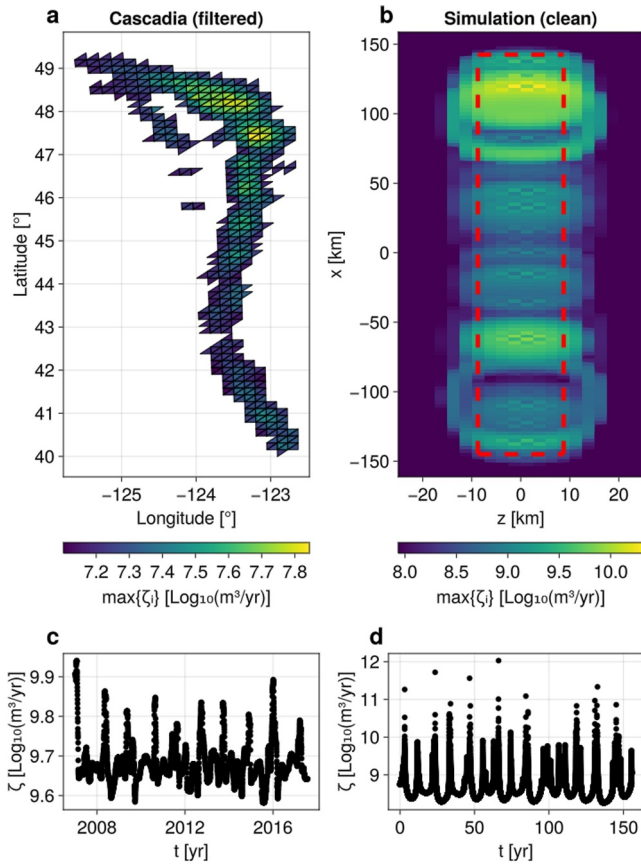 a Cascadia (filtered)
49
48
47
46
45
44
43
42
41
40
Latitude [°]
−125 −124 −123
Longitude [°]
7.2 7.3 7.4 7.5 7.6 7.7 7.8
max{ζᵢ} [Log₁₀(m³/yr)]
b Simulation (clean)
150
100
50
0
−50
−100
−150
x [km]
−20 −10 0 10 20
z [km]
8.0 8.5 9.0 9.5 10.0
max{ζᵢ} [Log₁₀(m³/yr)]
c
9.9
9.8
9.7
9.6
ζ [Log₁₀(m³/yr)]
2008 2012 2016
t [yr]
d
12
11
10
9
ζ [Log₁₀(m³/yr)]
0 50 100 150
t [yr]